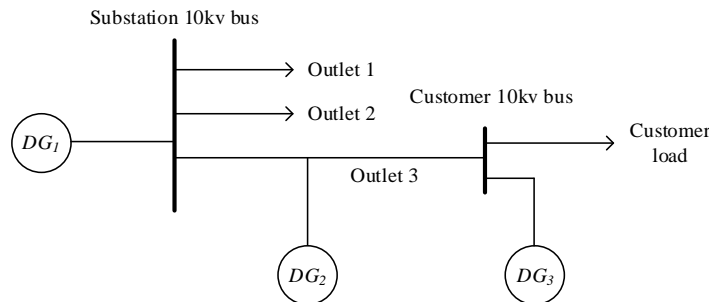 Substation 10kv bus
Outlet 1
Customer 10kv bus
Outlet 2
Customer
load
DG1
Outlet 3
DG2
DG3